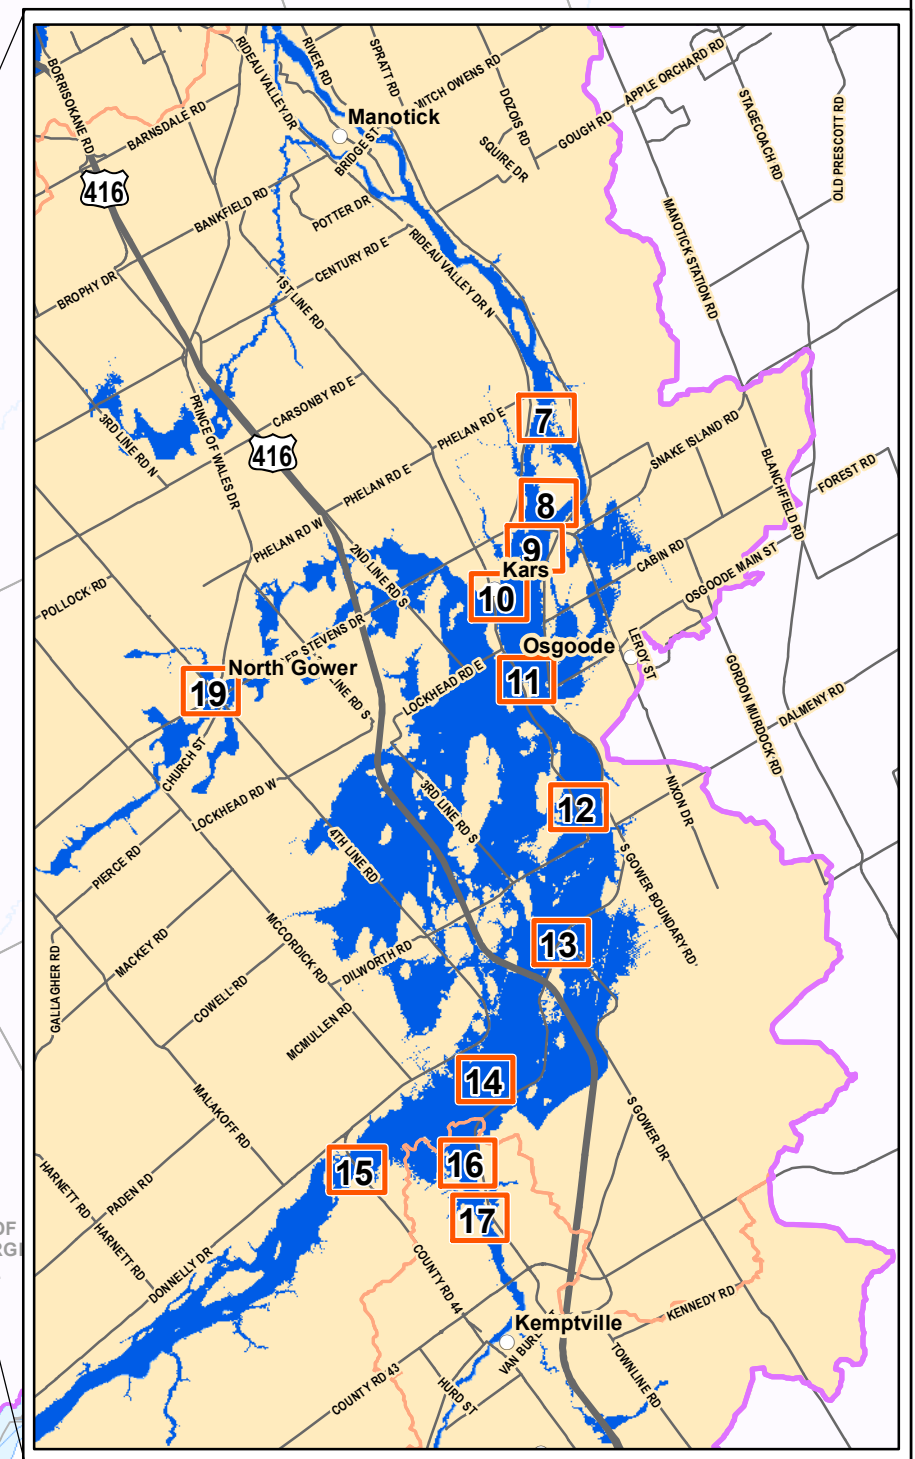 BORRISOKANE RD
BARNSDALE RD
RIDEAU VALLEY DR
RIVER RD
SPRATT RD
MITCH OWENS RD
DOZOIS RD
APPLE ORCHARD RD
GOUGH RD
STAGECOACH RD
OLD PRESCOTT RD
Manotick
BRIDGE ST
SQUIRE DR
416
BANKFIELD RD
POTTER DR
MANOTICK STATION RD
BROPHY DR
CENTURY RD E
RIDEAU VALLEY DR N
1ST LINE RD
3RD LINE RD N
PRINCE OF WALES DR
CARSONBY RD E
416
PHELAN RD E
7
SNAKE ISLAND RD
BLANCHFIELD RD
FOREST RD
PHELAN RD E
8
PHELAN RD W
2ND LINE RD S
9
Kars
CABIN RD
OSGOODE MAIN ST
POLLOCK RD
10
ER STEVENS DR
Osgoode
LEROY ST
North Gower
LINE RD S
LOCKHEAD RD E
11
19
GORDON MURDOCK RD
DALMENY RD
CHURCH ST
LOCKHEAD RD W
3RD LINE RD S
12
NIXON DR
PIERCE RD
4TH LINE RD
S GOWER BOUNDARY RD
MACKEY RD
MCCORDICK RD
DILWORTH RD
13
GALLAGHER RD
COWELL RD
MCMULLEN RD
14
MALAKOFF RD
S GOWER DR
15
16
HARNETT RD
PADEN RD
17
HARNETT RD
OF
DONNELLY DR
COUNTY RD 44
KENNEDY RD
Kemptville
VAN BUR
TOWNLINE RD
COUNTY RD 43
HURD ST